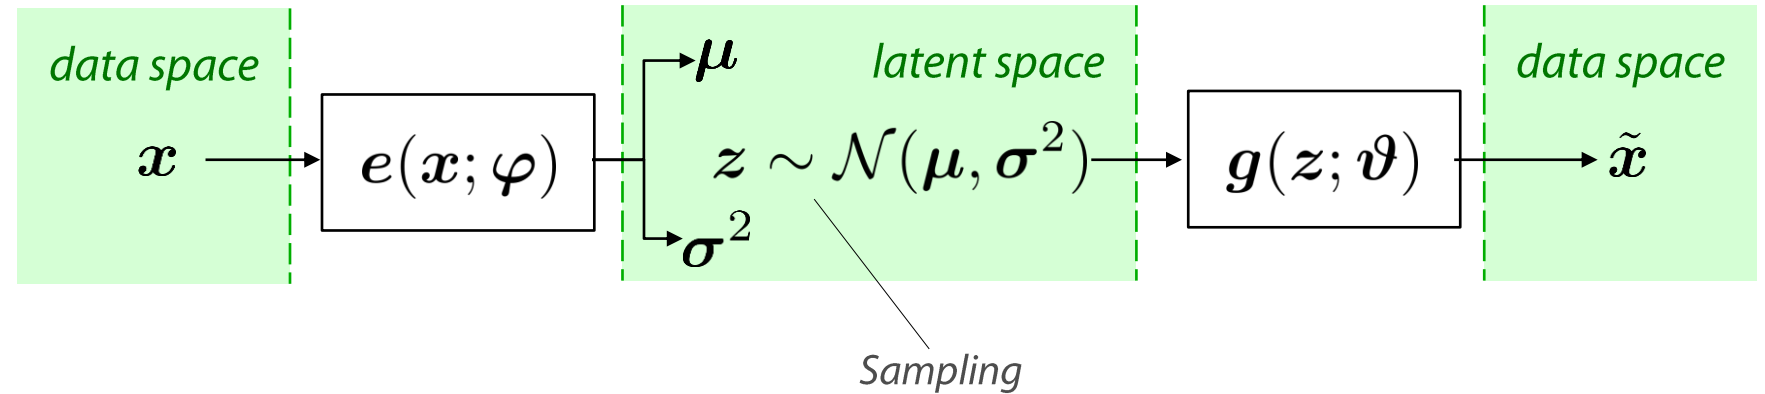 data space
latent space
data space
μ
x
e(x; φ)
z ∼ 𝒩(μ, σ²)
g(z; ϑ)
x̃
σ²
Sampling